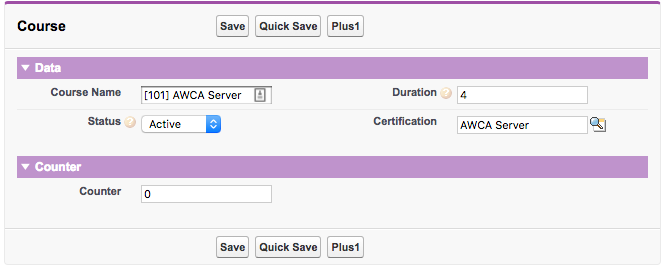 Course Save Quick Save Plus1
Data
Course Name [101] AWCA Server Duration ? 4
Status ? Active Certification AWCA Server
Counter
Counter 0
Save Quick Save Plus1